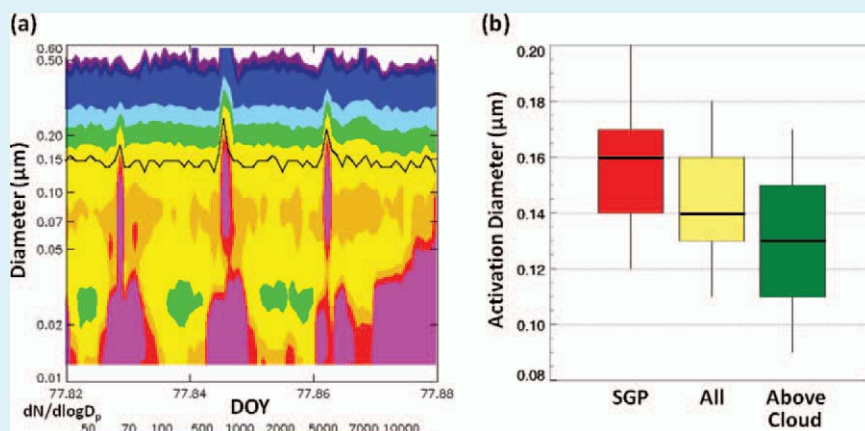 (a)
0.60
0.50
0.20
0.15
0.10
0.07
0.05
0.02
0.01
Diameter (µm)
77.82 77.84 77.86 77.88
DOY
dN/dlogDp
50 70 100 500 1000 2000 5000 7000 10000
(b)
0.20
0.18
0.16
0.14
0.12
0.10
0.08
Activation Diameter (µm)
SGP All Above
Cloud